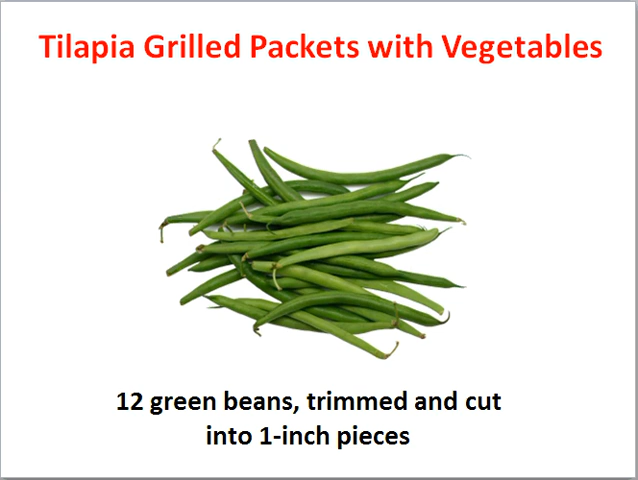 Tilapia Grilled Packets with Vegetables
12 green beans, trimmed and cut
into 1-inch pieces